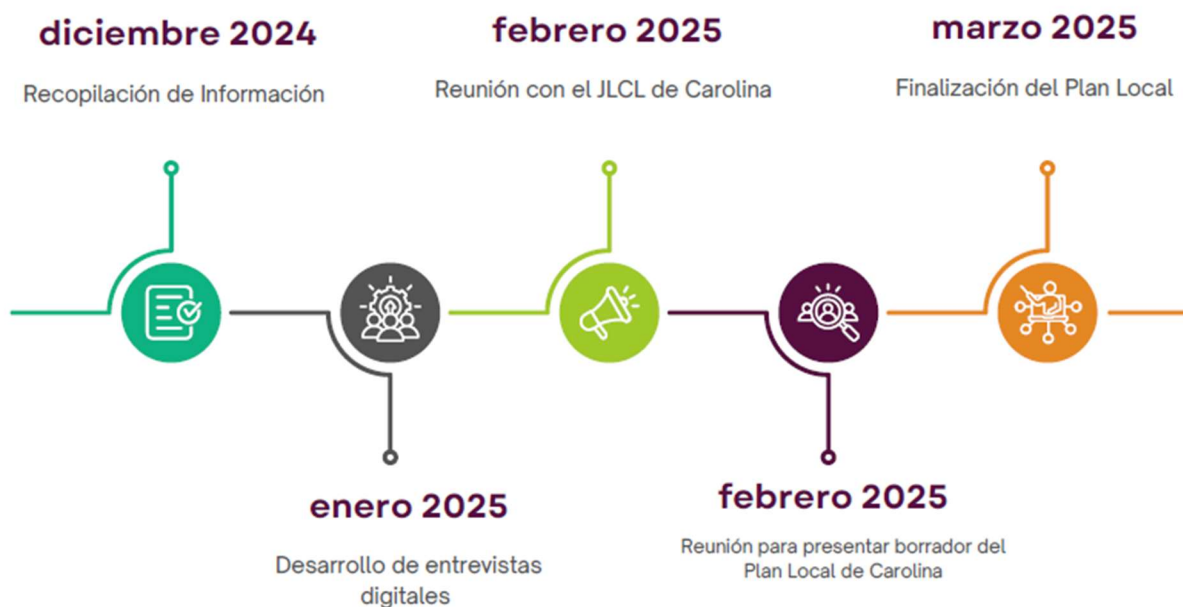 diciembre 2024
Recopilación de Información
enero 2025
Desarrollo de entrevistas
digitales
febrero 2025
Reunión con el JLCL de Carolina
febrero 2025
Reunión para presentar borrador del
Plan Local de Carolina
marzo 2025
Finalización del Plan Local